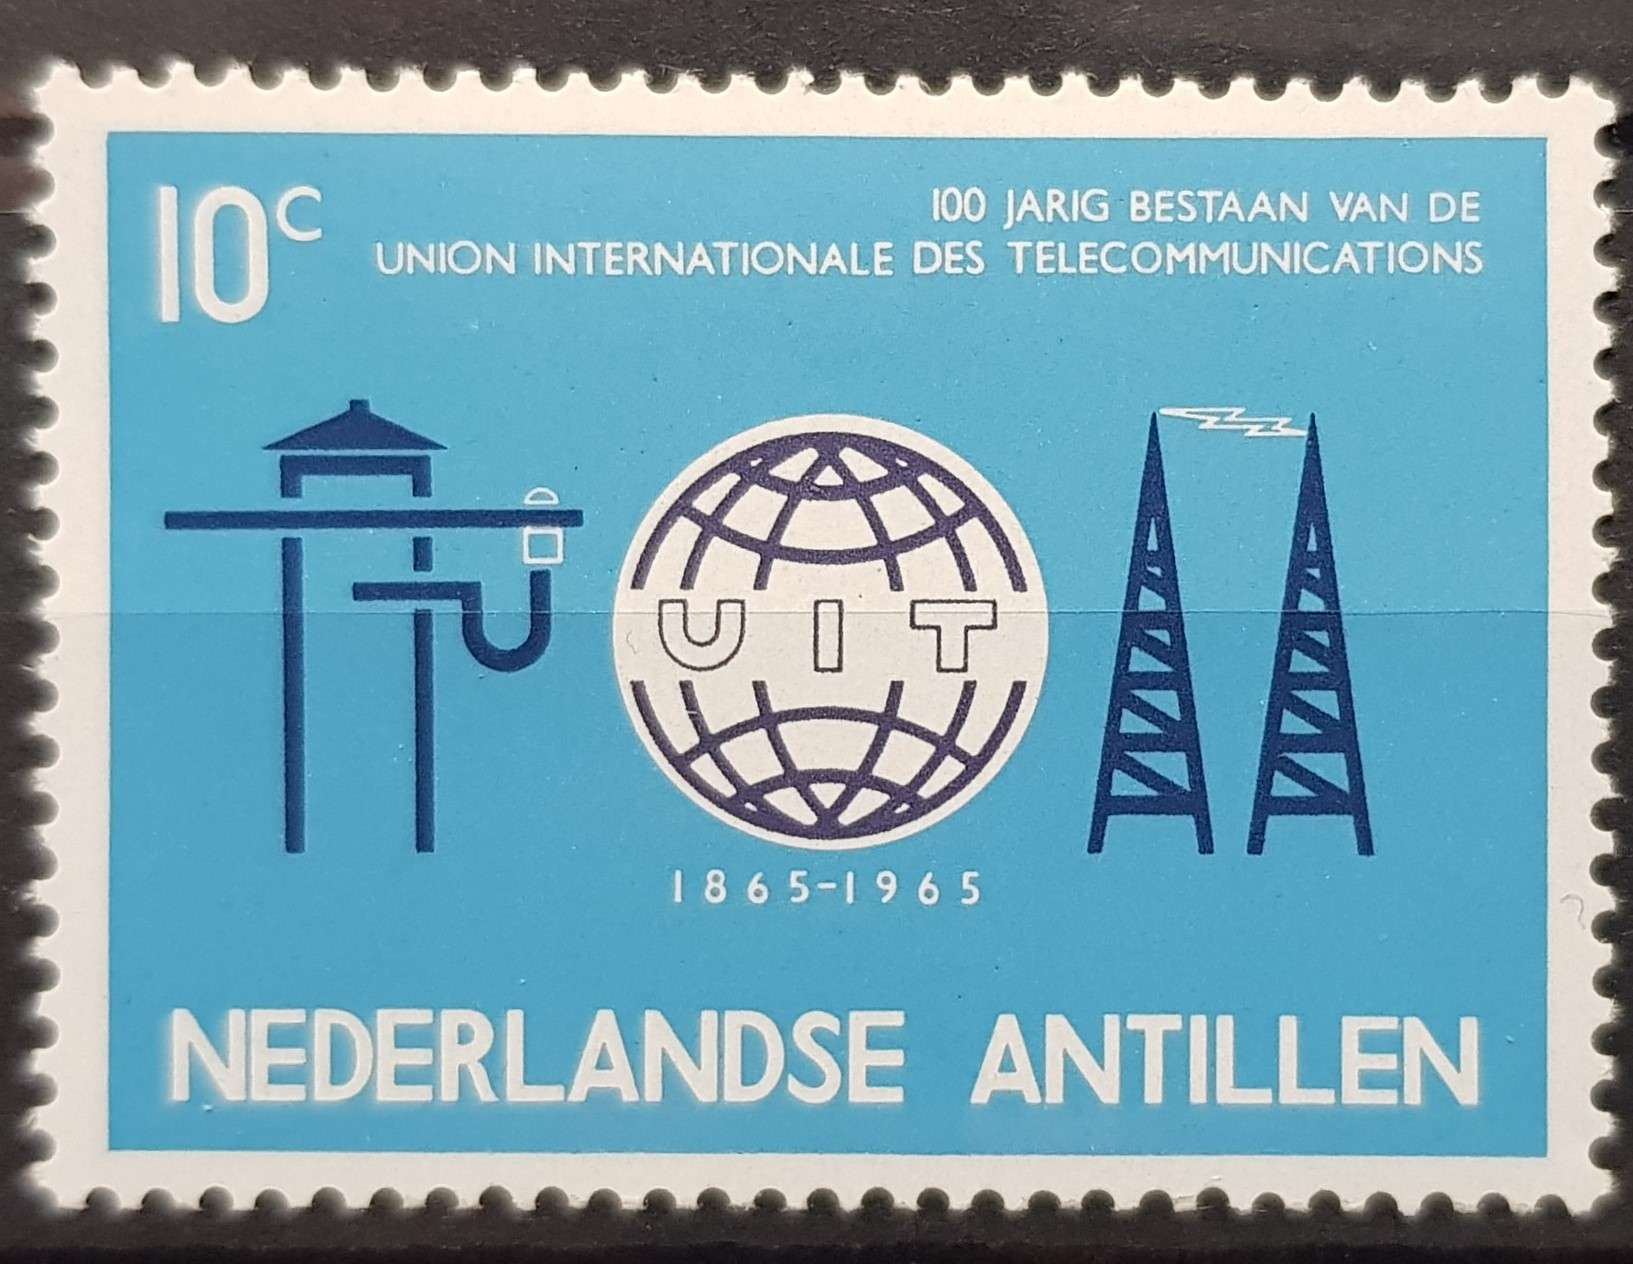 10C
100 JARIG BESTAAN VAN DE
UNION INTERNATIONALE DES TELECOMMUNICATIONS
UIT
1865-1965
NEDERLANDSE ANTILLEN